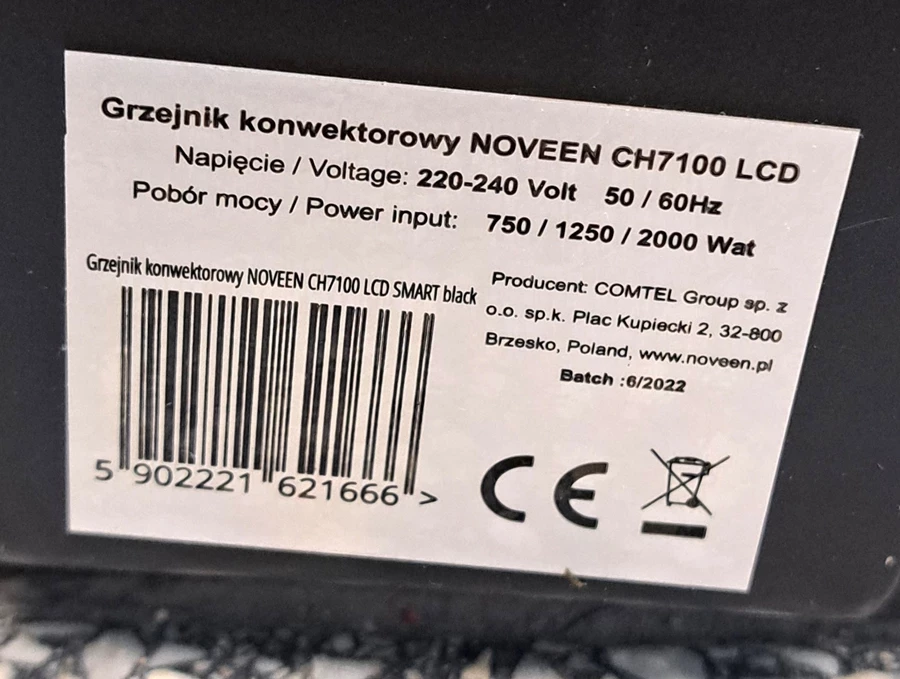 Grzejnik konwektorowy NOVEEN CH7100 LCD
Napięcie / Voltage: 220-240 Volt 50 / 60Hz
Pobór mocy / Power input: 750 / 1250 / 2000 Wat
Grzejnik konwektorowy NOVEEN CH7100 LCD SMART black
5 902221 621666 >
Producent: COMTEL Group sp. z
o.o. sp.k. Plac Kupiecki 2, 32-800
Brzesko, Poland, www.noveen.pl
Batch :6/2022
CE